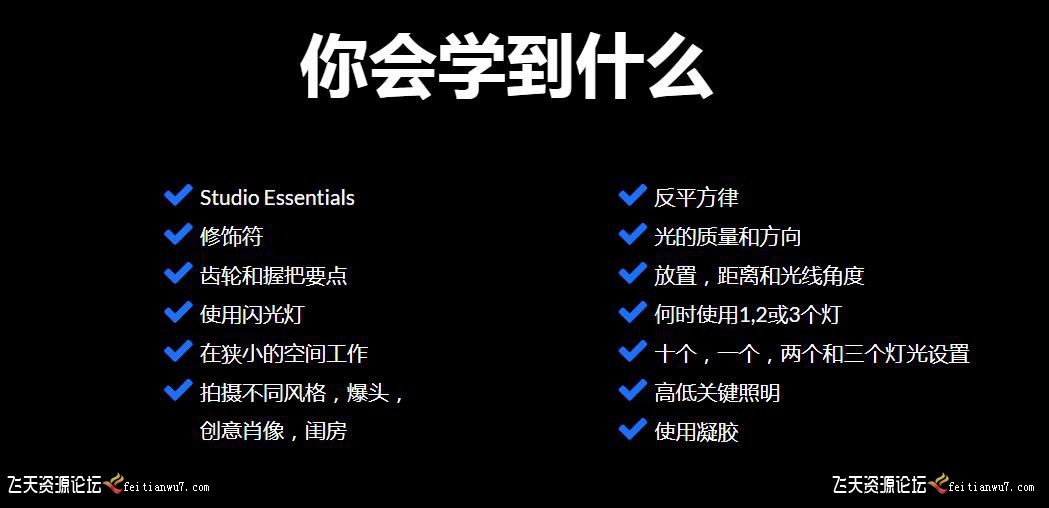 你会学到什么
Studio Essentials
修饰符
齿轮和握把要点
使用闪光灯
在狭小的空间工作
拍摄不同风格，爆头，
创意肖像，闺房
反平方律
光的质量和方向
放置，距离和光线角度
何时使用1,2或3个灯
十个，一个，两个和三个灯光设置
高低关键照明
使用凝胶
飞天资源论坛 feitianwu7.com
飞天资源论坛 feitianwu7.com